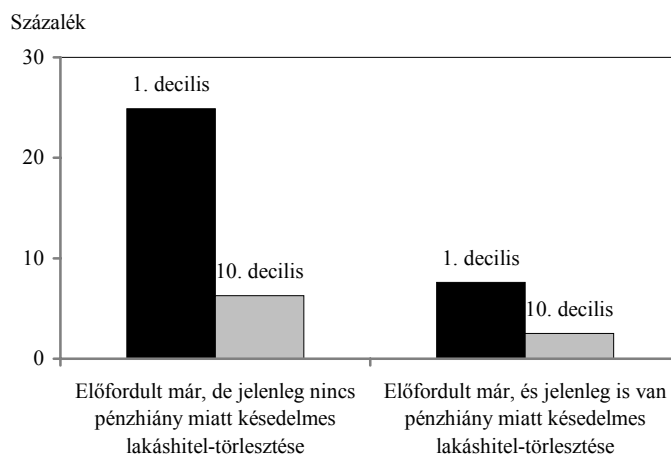 Százalék
30
20
10
0
1. decilis
10. decilis
1. decilis
10. decilis
Előfordult már, de jelenleg nincs
pénzhiány miatt késedelmes
lakáshitel-törlesztése
Előfordult már, és jelenleg is van
pénzhiány miatt késedelmes
lakáshitel-törlesztése